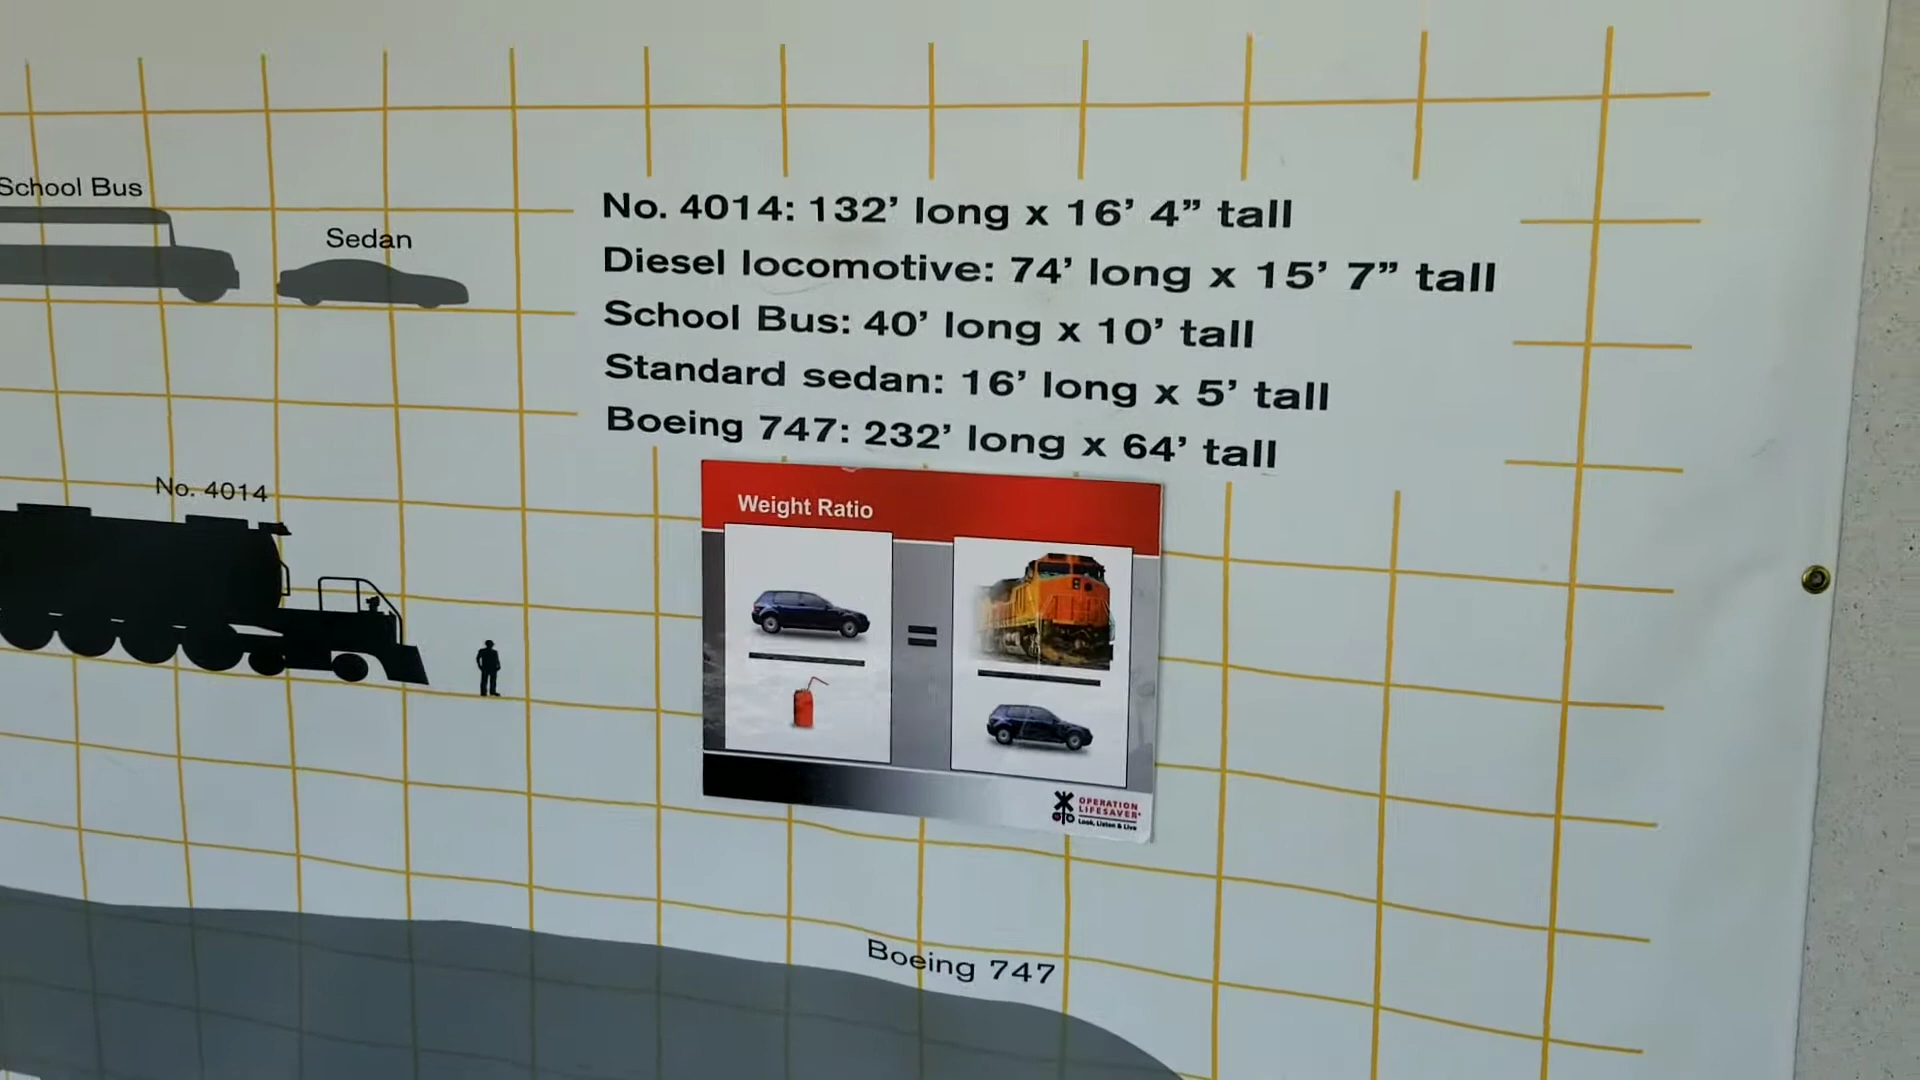 School Bus
Sedan
No. 4014: 132’ long x 16’ 4” tall
Diesel locomotive: 74’ long x 15’ 7” tall
School Bus: 40’ long x 10’ tall
Standard sedan: 16’ long x 5’ tall
Boeing 747: 232’ long x 64’ tall
No. 4014
Weight Ratio
=
OPERATION
LIFESAVER
Look, Listen & Live
Boeing 747